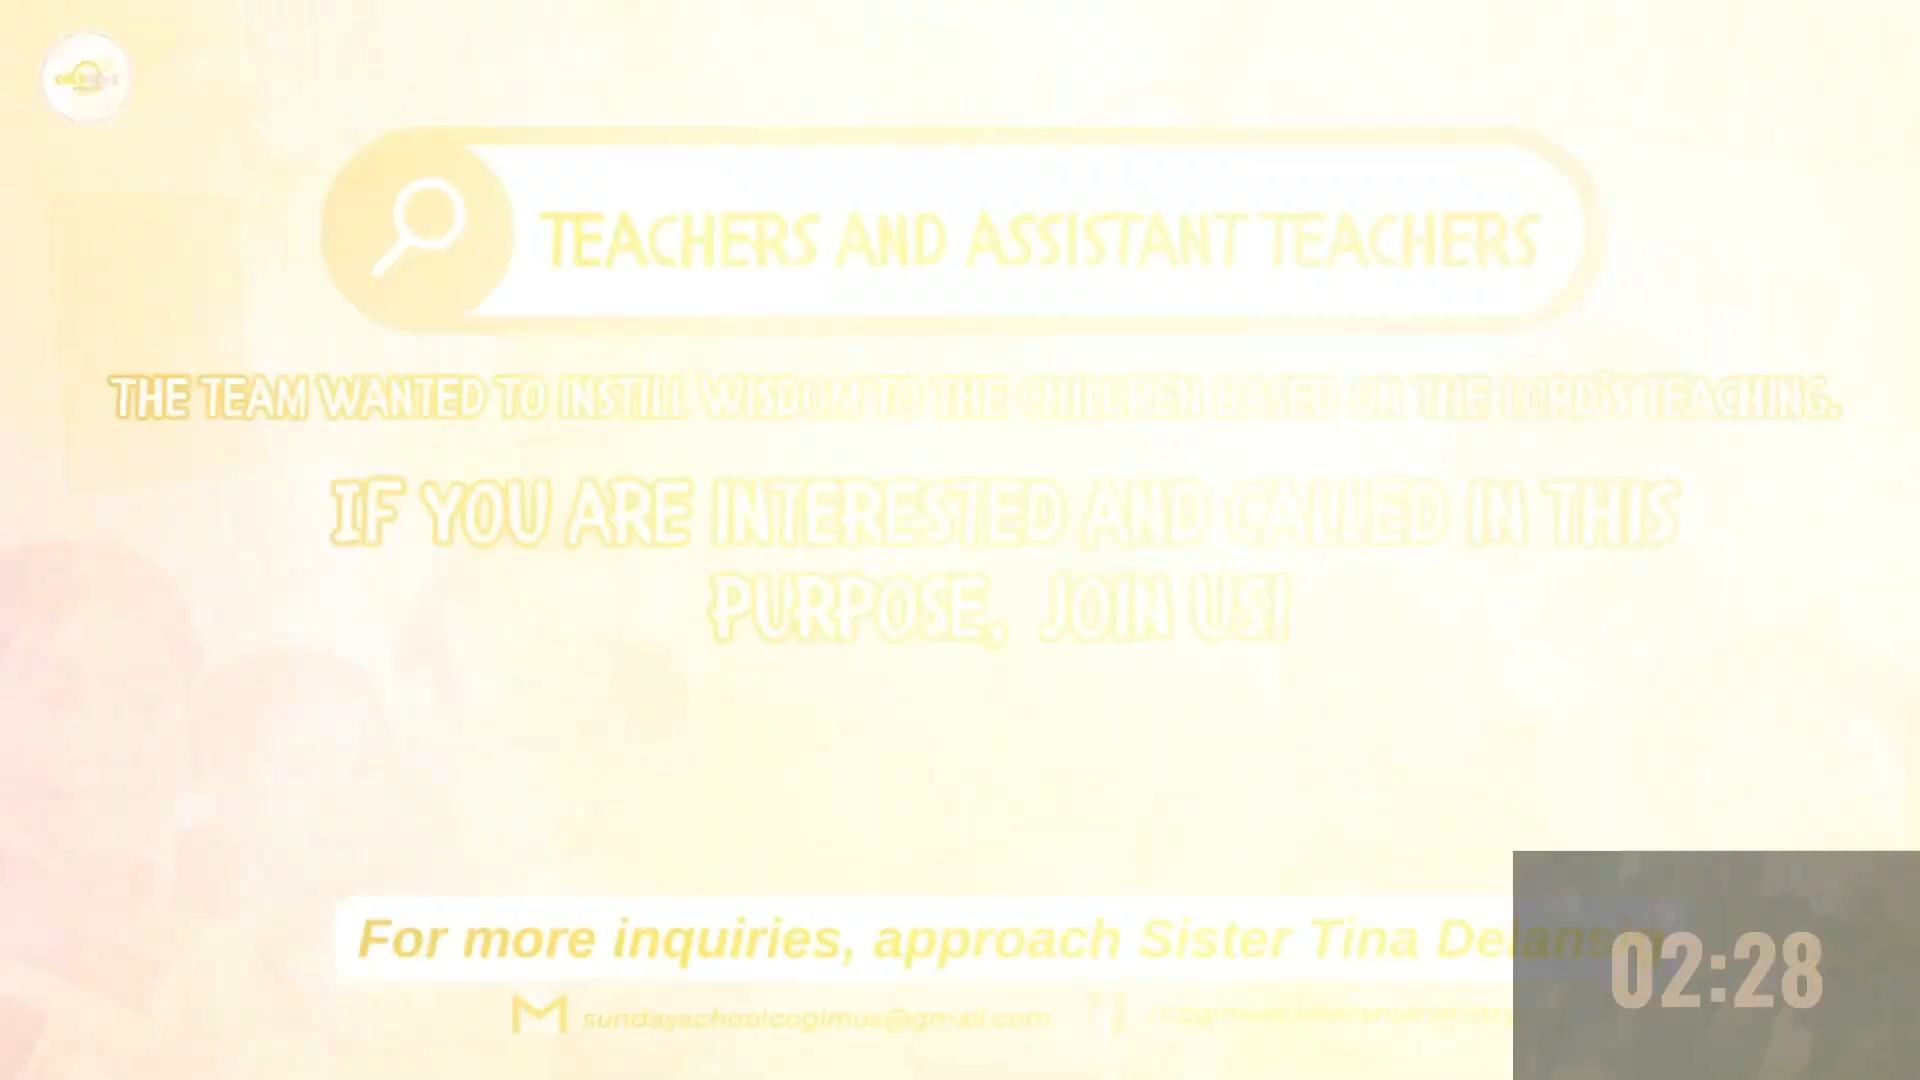 TEACHERS AND ASSISTANT TEACHERS
THE TEAM WANTED TO INSTILL WISDOM TO THE CHILDREN BASED ON THE LORD'S TEACHING.
IF YOU ARE INTERESTED AND CALLED IN THIS
PURPOSE, JOIN US!
For more inquiries, approach Sister Tina
sundayschoolcogimus@gmail.com
02:28